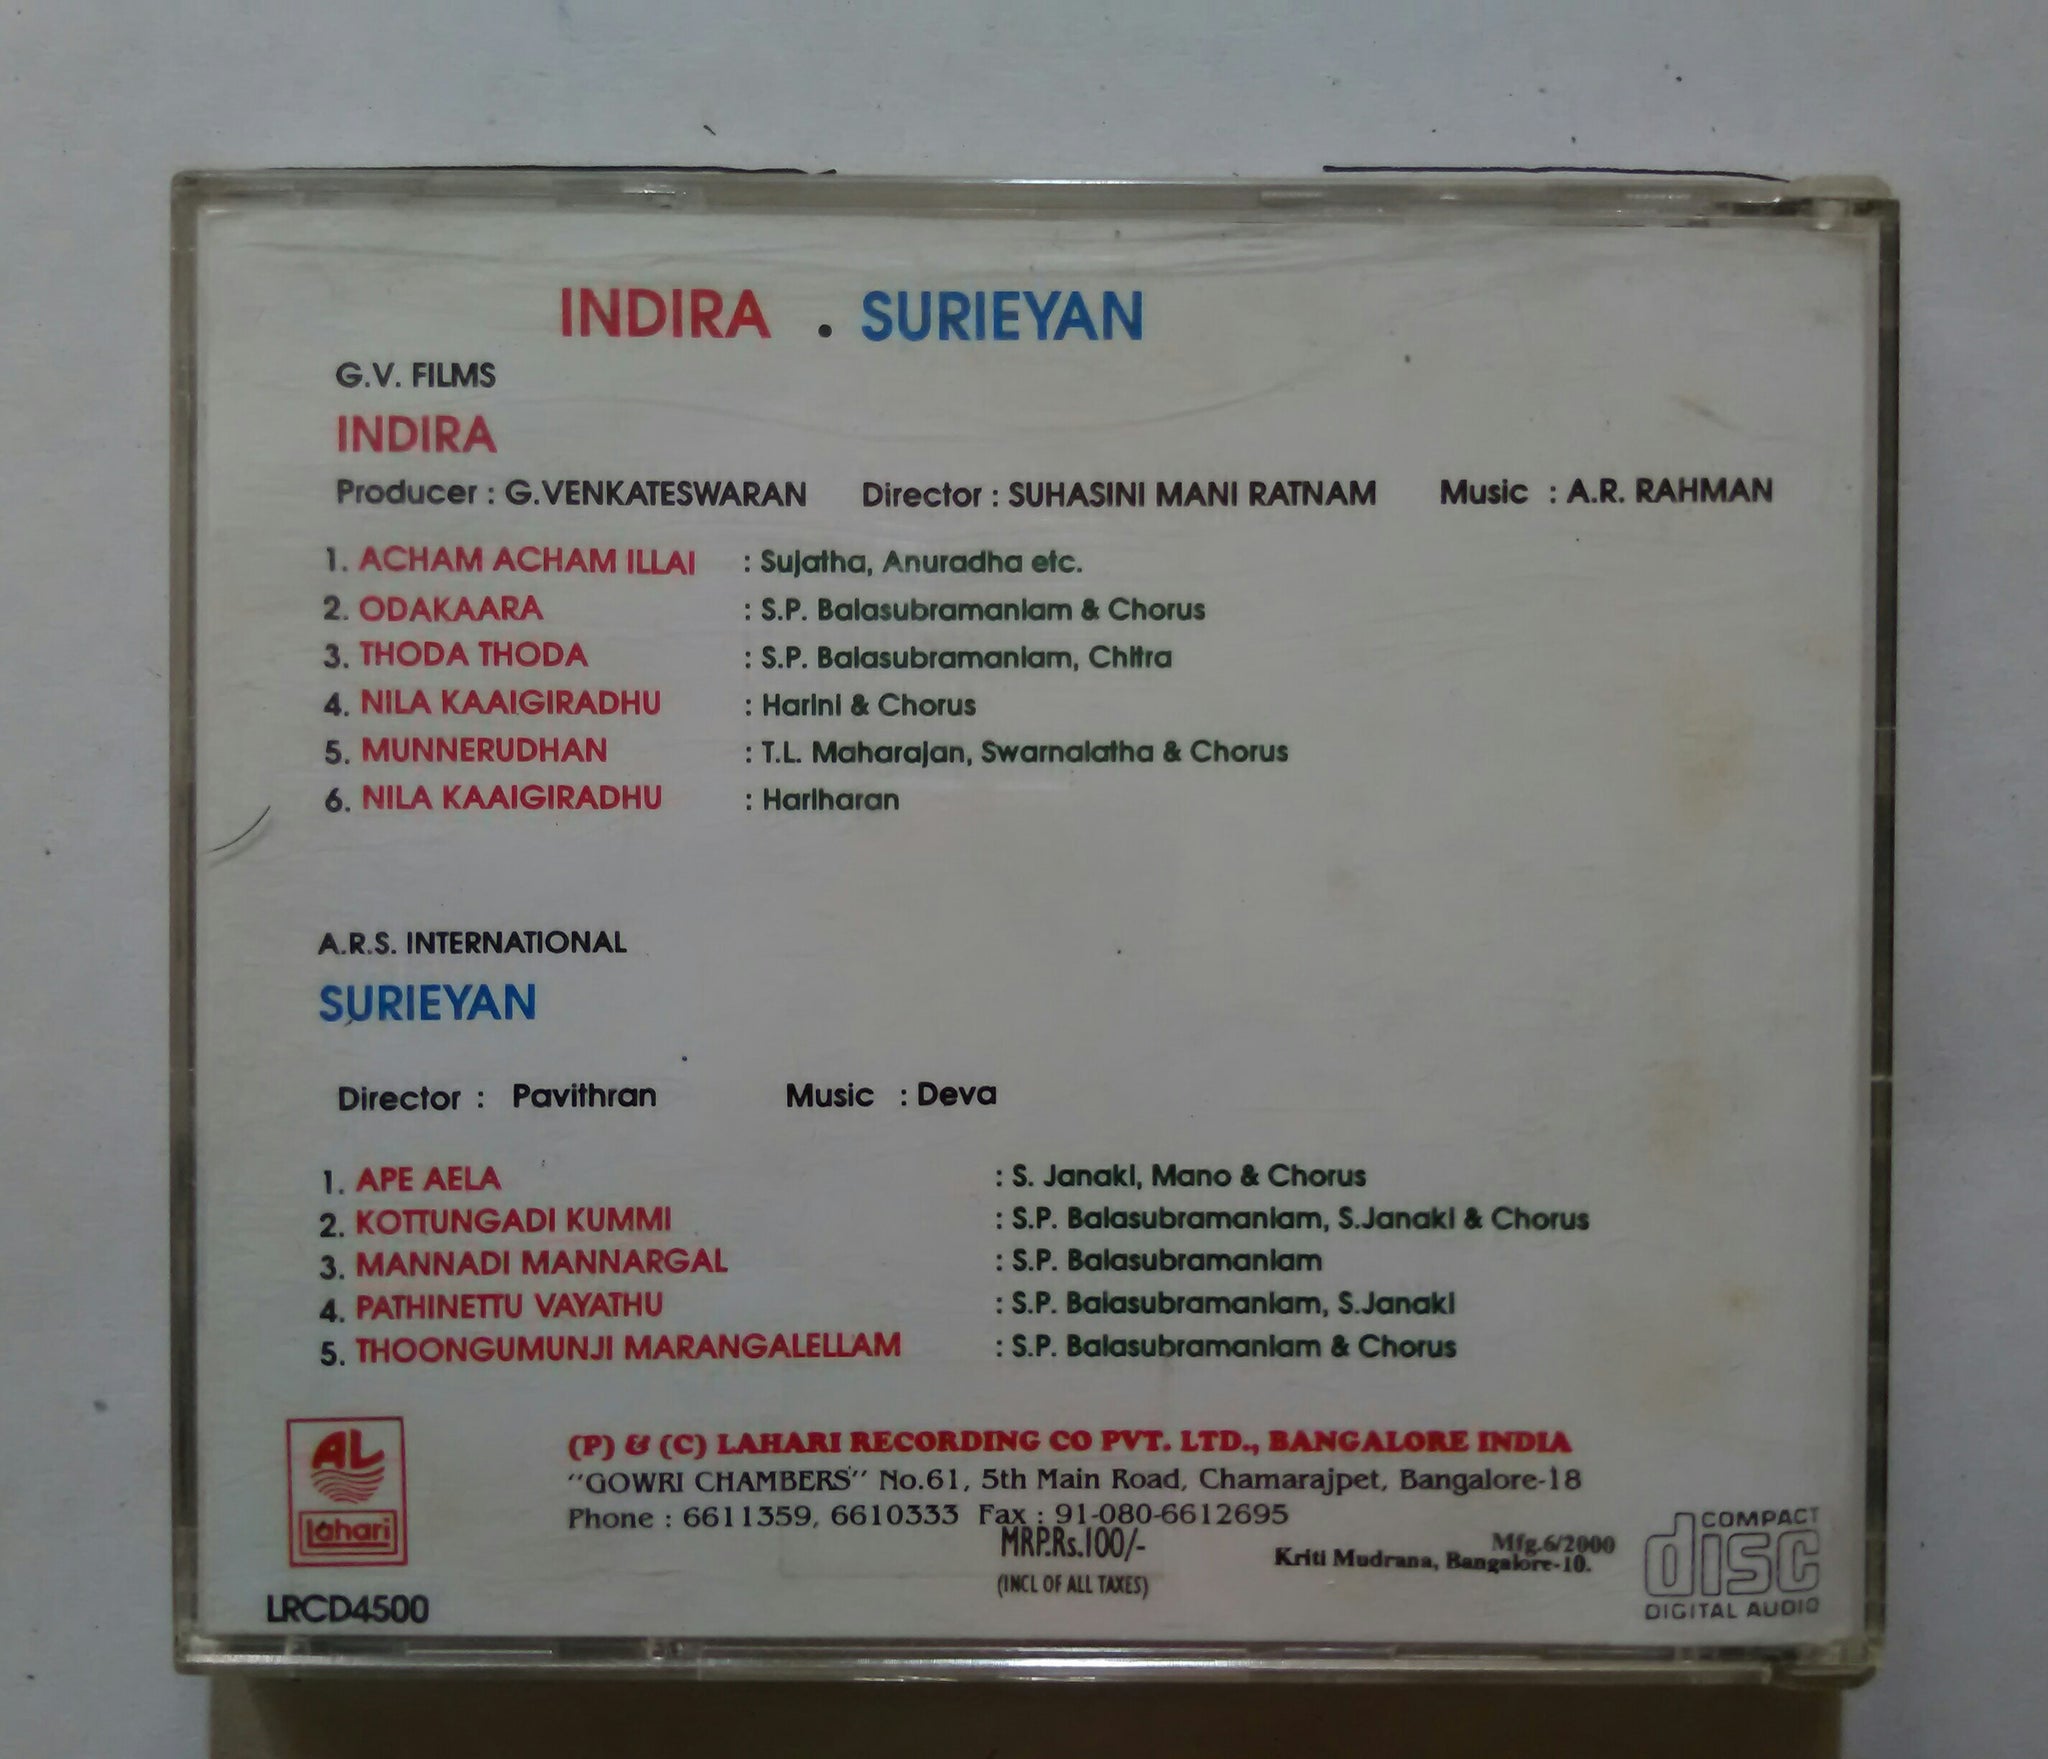 INDIRA . SURIEYAN
G.V. FILMS
INDIRA
Producer : G.VENKATESWARAN Director : SUHASINI MANI RATNAM Music : A.R. RAHMAN
1. ACHAM ACHAM ILLAI : Sujatha, Anuradha etc.
2. ODAKAARA : S.P. Balasubramaniam & Chorus
3. THODA THODA : S.P. Balasubramaniam, Chitra
4. NILA KAAIGIRADHU : Harini & Chorus
5. MUNNERUDHAN : T.L. Maharajan, Swarnalatha & Chorus
6. NILA KAAIGIRADHU : Hariharan
A.R.S. INTERNATIONAL
SURIEYAN
Director : Pavithran Music : Deva
1. APE AELA : S. Janaki, Mano & Chorus
2. KOTTUNGADI KUMMI : S.P. Balasubramaniam, S.Janaki & Chorus
3. MANNADI MANNARGAL : S.P. Balasubramaniam
4. PATHINETTU VAYATHU : S.P. Balasubramaniam, S.Janaki
5. THOONGUMUNJI MARANGALELLAM : S.P. Balasubramaniam & Chorus
AL
Lahari
LRCD4500
(P) & (C) LAHARI RECORDING CO PVT. LTD., BANGALORE INDIA
"GOWRI CHAMBERS" No.61, 5th Main Road, Chamarajpet, Bangalore-18
Phone : 6611359, 6610333 Fax : 91-080-6612695
MRP.Rs.100/-
(INCL OF ALL TAXES)
Mfg.6/2000
Kriti Mudrana, Bangalore-10.
COMPACT
disc
DIGITAL AUDIO